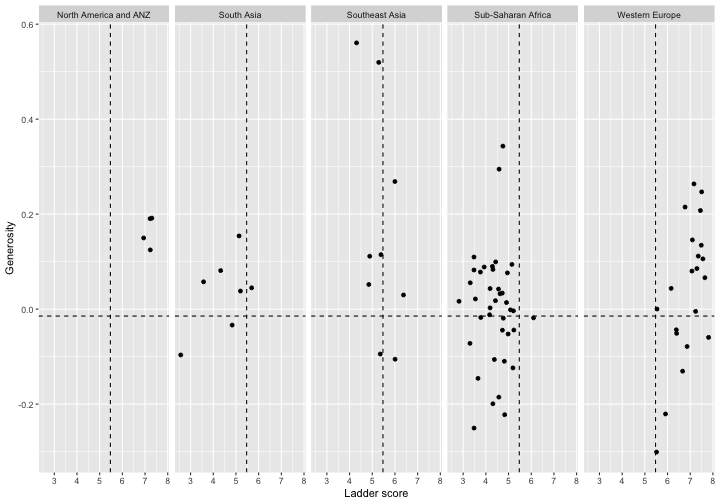 North America and ANZ South Asia Southeast Asia Sub-Saharan Africa Western Europe
0.6
0.4
0.2
0.0
-0.2
Generosity
3 4 5 6 7 8 3 4 5 6 7 8 3 4 5 6 7 8 3 4 5 6 7 8 3 4 5 6 7 8
Ladder score